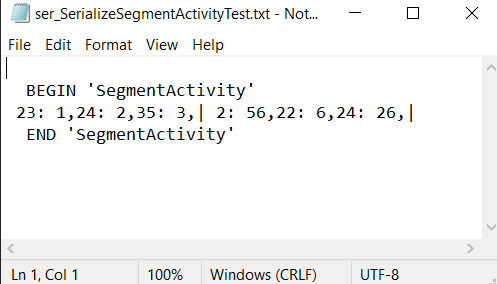 ser_SerializeSegmentActivityTest.txt - Not...
File Edit Format View Help
BEGIN 'SegmentActivity'
23: 1,24: 2,35: 3,| 2: 56,22: 6,24: 26,|
END 'SegmentActivity'
Ln 1, Col 1 100% Windows (CRLF) UTF-8